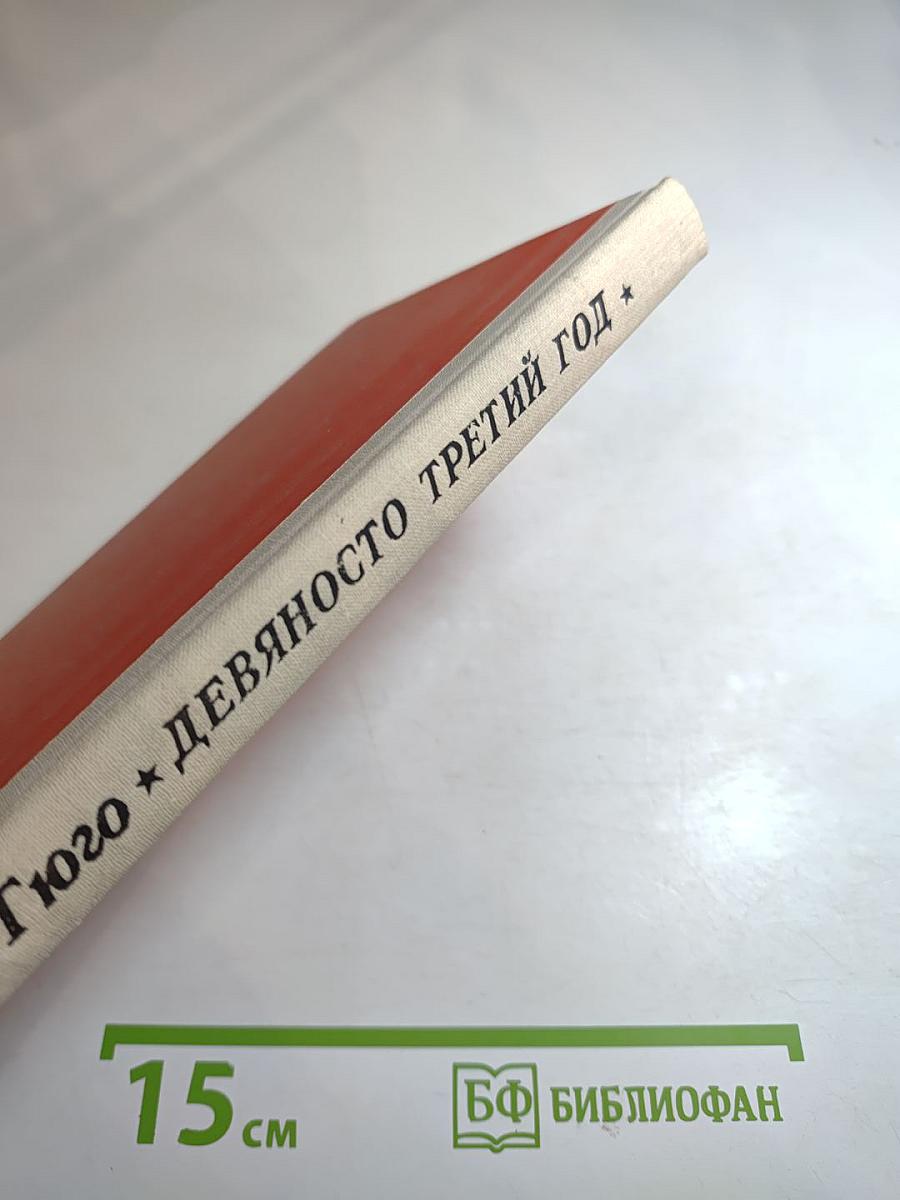 Гюго ★ ДЕВЯНОСТО ТРЕТИЙ ГОД ★
15 см
БФ БИБЛИОФАН